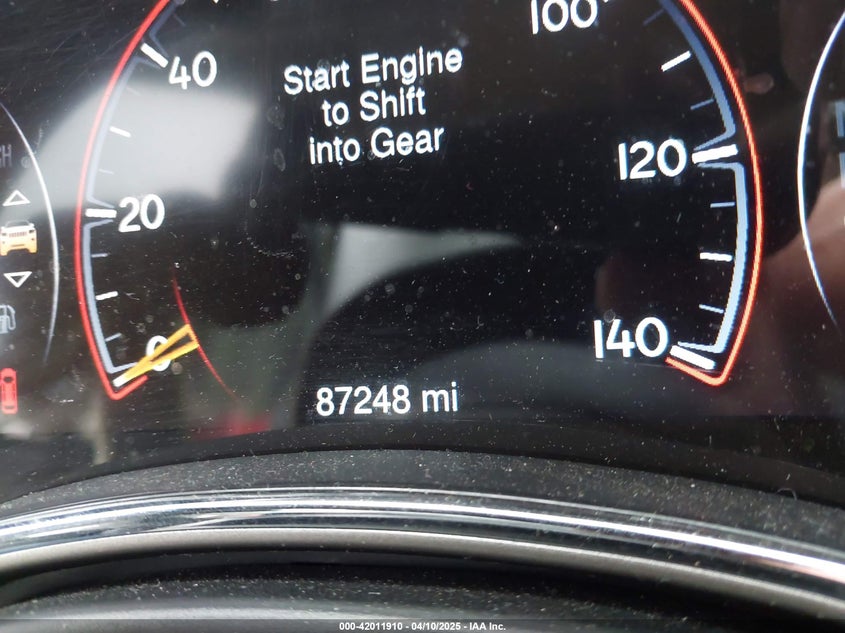 100
40
Start Engine
to Shift
into Gear
120
20
0
140
87248 mi
000-42011910 - 04/10/2025 - IAA Inc.